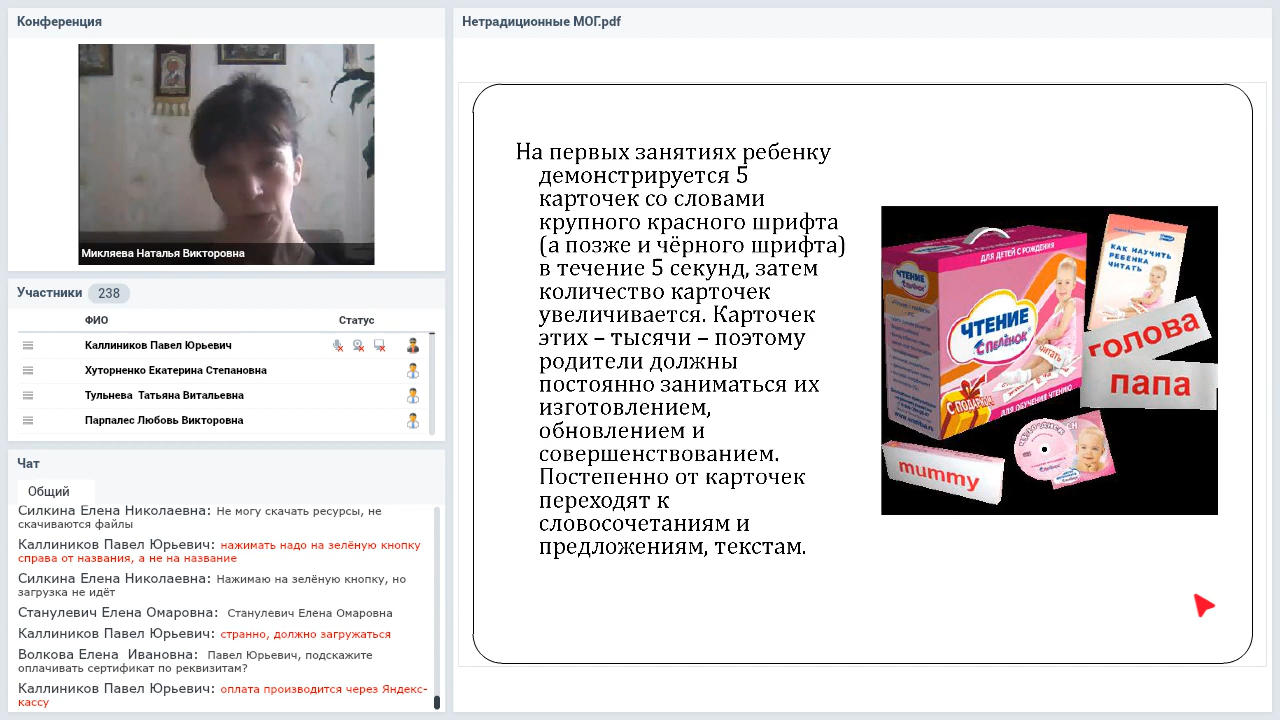 Конференция
Микляева Наталья Викторовна
Участники 238
ФИО Статус
Каллиников Павел Юрьевич
Хуторненко Екатерина Степановна
Тульнева Татьяна Витальевна
Парпалес Любовь Викторовна
Чат
Общий
Силкина Елена Николаевна: Не могу скачать ресурсы, не
скачиваются файлы
Каллиников Павел Юрьевич: нажимать надо на зелёную кнопку
справа от названия, а не на название
Силкина Елена Николаевна: Нажимаю на зелёную кнопку, но
загрузка не идёт
Станулевич Елена Омаровна: Станулевич Елена Омаровна
Каллиников Павел Юрьевич: странно, должно загружаться
Волкова Елена Ивановна: Павел Юрьевич, подскажите
оплачивать сертификат по реквизитам?
Каллиников Павел Юрьевич: оплата производится через Яндекс-
кассу
Нетрадиционные МОГ.pdf
На первых занятиях ребенку
демонстрируется 5
карточек со словами
крупного красного шрифта
(а позже и чёрного шрифта)
в течение 5 секунд, затем
количество карточек
увеличивается. Карточек
этих – тысячи – поэтому
родители должны
постоянно заниматься их
изготовлением,
обновлением и
совершенствованием.
Постепенно от карточек
переходят к
словосочетаниям и
предложениям, текстам.
ДЛЯ ДЕТЕЙ С РОЖДЕНИЯ
ЧТЕНИЕ
с пелёнок
ЧТЕНИЕ
С ПЕЛЁНОК
читать
С ПОДАРКОМ
ДЛЯ ОБУЧЕНИЯ ЧТЕНИЮ
КАК НАУЧИТЬ
РЕБЕНКА
ЧИТАТЬ
голова
папа
mummy